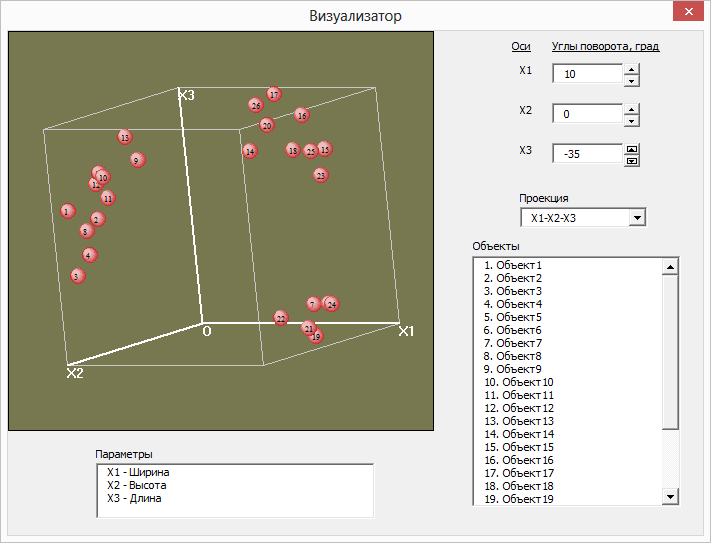 Визуализатор
Оси Углы поворота, град
X1 10
X2 0
X3 -35
Проекция
X1-X2-X3
Объекты
1. Объект1
2. Объект2
3. Объект3
4. Объект4
5. Объект5
6. Объект6
7. Объект7
8. Объект8
9. Объект9
10. Объект10
11. Объект11
12. Объект12
13. Объект13
14. Объект14
15. Объект15
16. Объект16
17. Объект17
18. Объект18
19. Объект19
X3
17
26
16
20
13
14
18
25
15
9
23
10
12
11
1
2
8
4
3
7
24
22
21
19
O
X1
X2
Параметры
X1 - Ширина
X2 - Высота
X3 - Длина